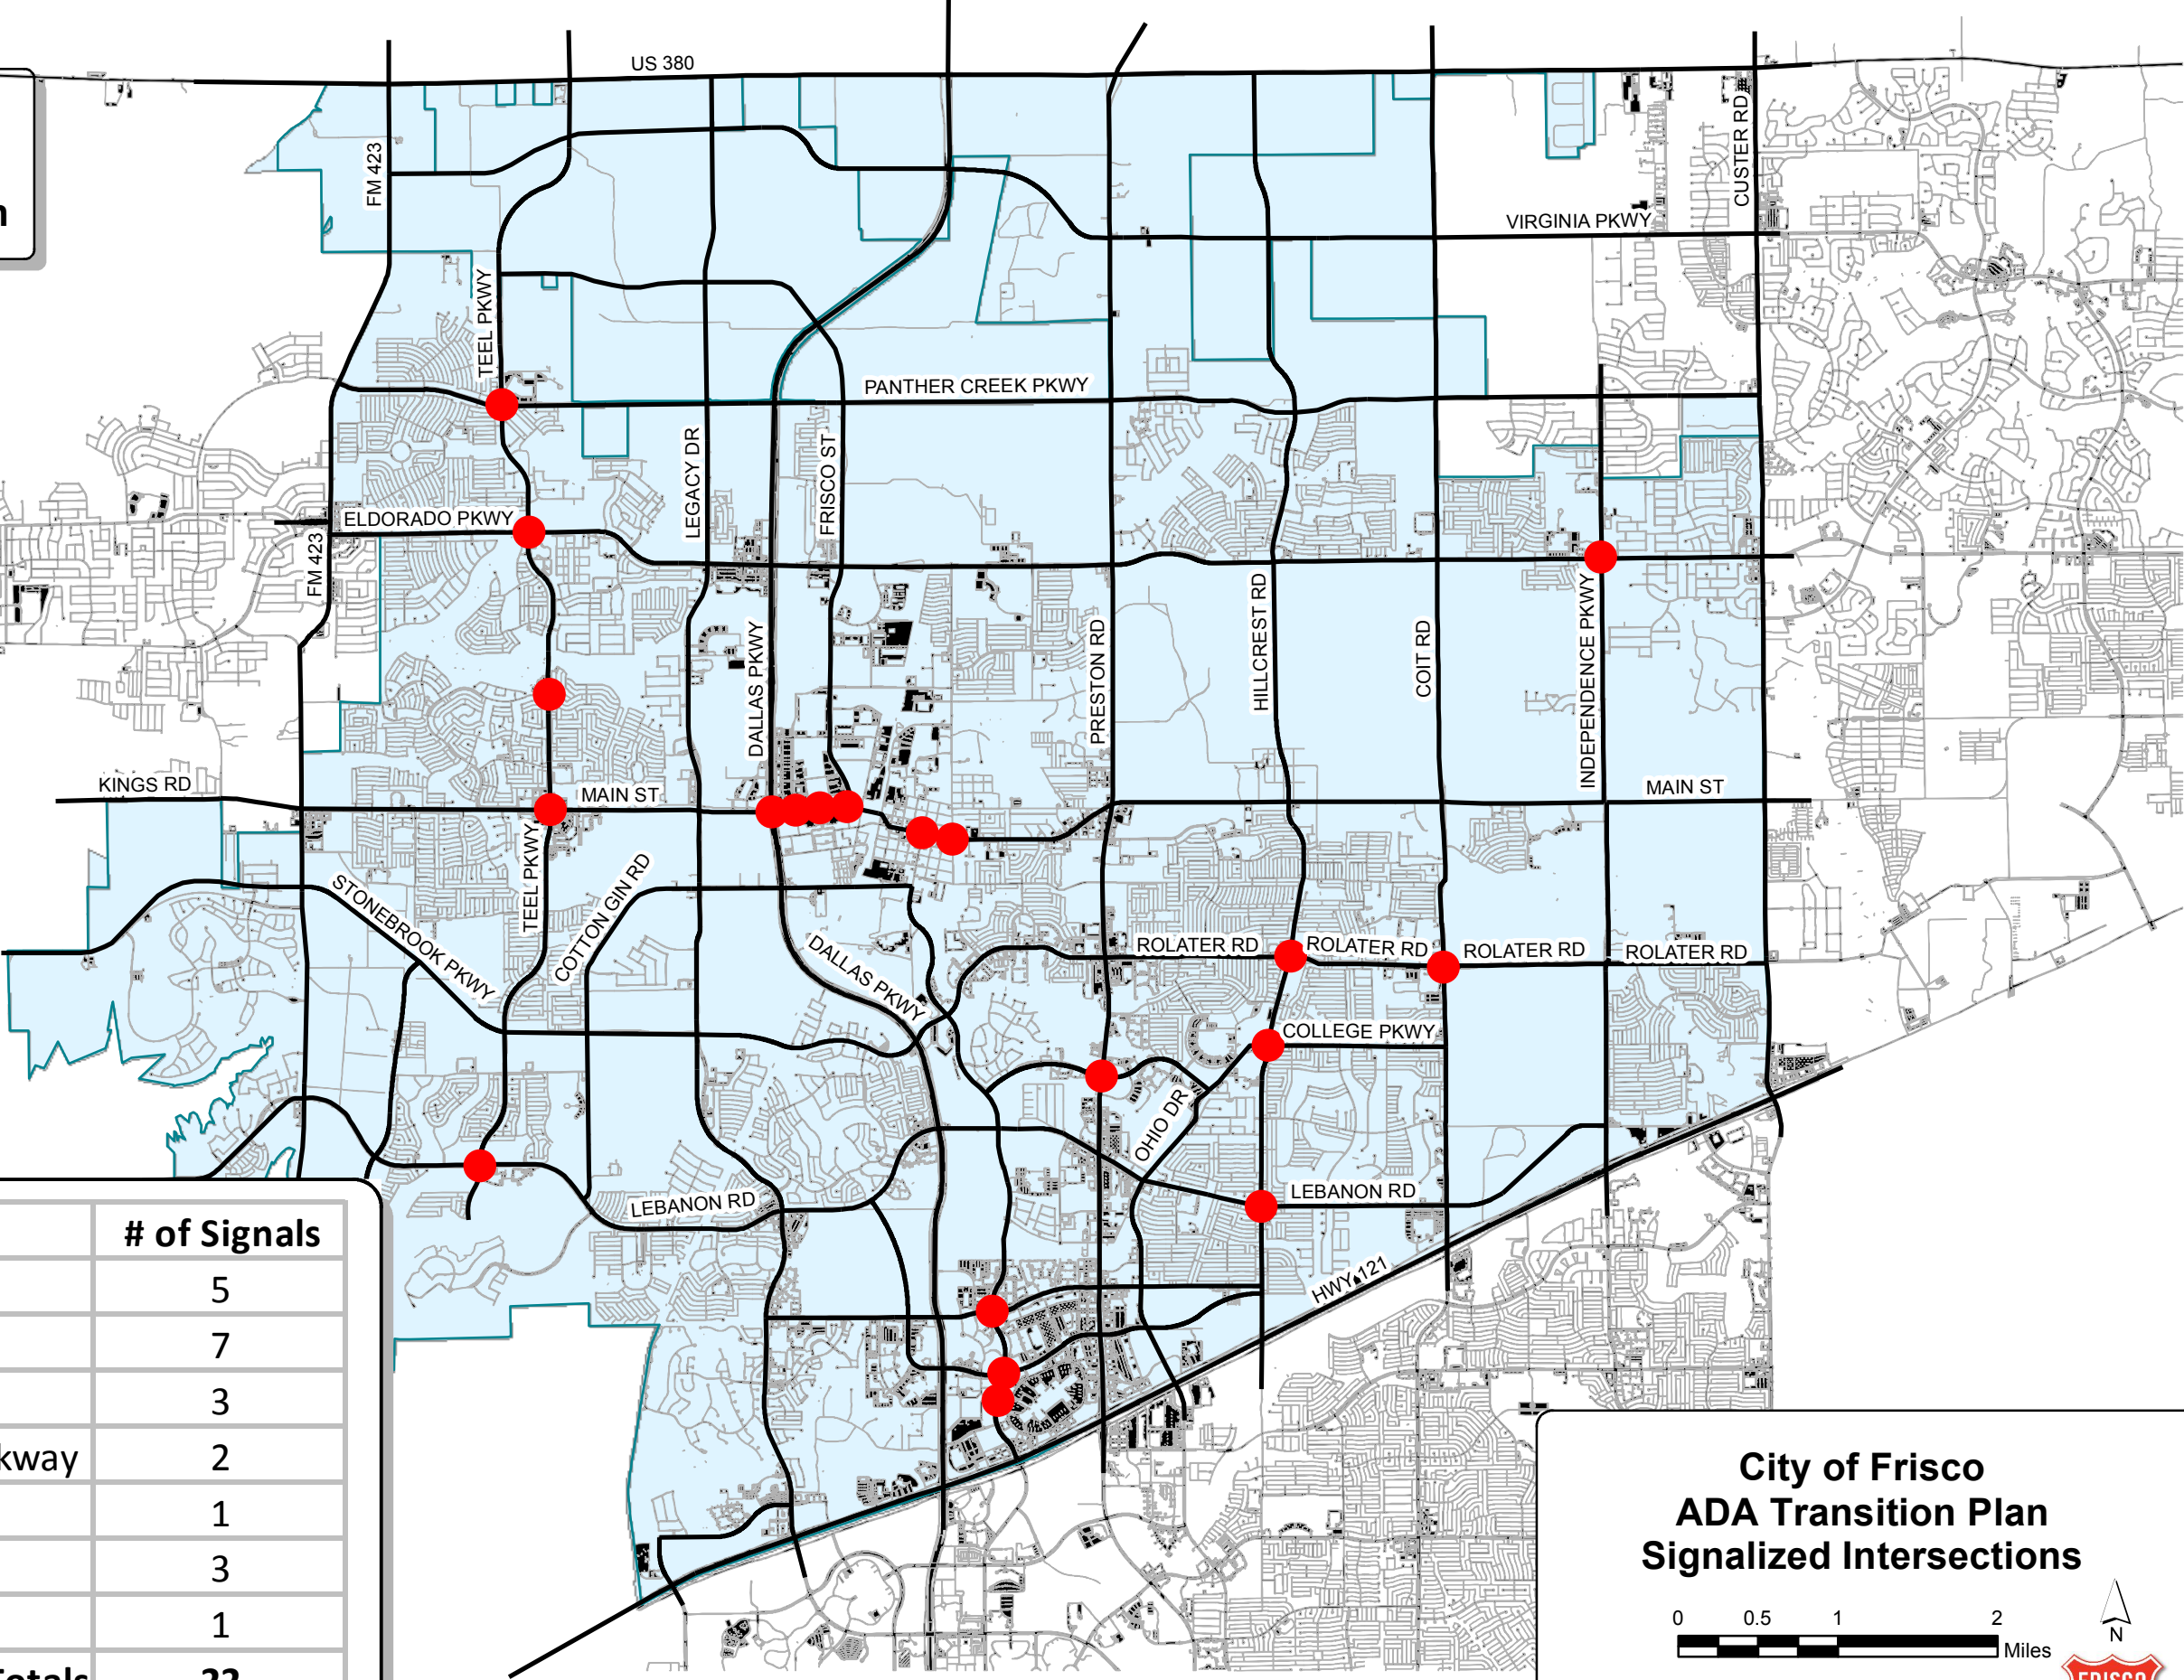 US 380
FM 423
CUSTER RD
VIRGINIA PKWY
TEEL PKWY
PANTHER CREEK PKWY
LEGACY DR
FRISCO ST
ELDORADO PKWY
FM 423
DALLAS PKWY
PRESTON RD
HILLCREST RD
COIT RD
INDEPENDENCE PKWY
KINGS RD
MAIN ST
MAIN ST
STONEBROOK PKWY
TEEL PKWY
COTTON GIN RD
DALLAS PKWY
ROLATER RD
ROLATER RD
ROLATER RD
ROLATER RD
COLLEGE PKWY
OHIO DR
LEBANON RD
LEBANON RD
HWY 121
# of Signals
5
7
3
2
1
3
1
22
City of Frisco
ADA Transition Plan
Signalized Intersections
0 0.5 1 2
Miles
N
FRISCO